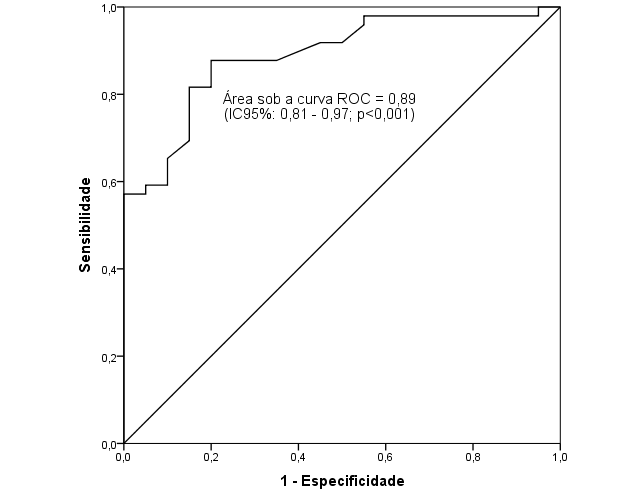 1,0
0,8
Área sob a curva ROC = 0,89
(IC95%: 0,81 - 0,97; p<0,001)
0,6
Sensibilidade
0,4
0,2
0,0
0,0 0,2 0,4 0,6 0,8 1,0
1 - Especificidade